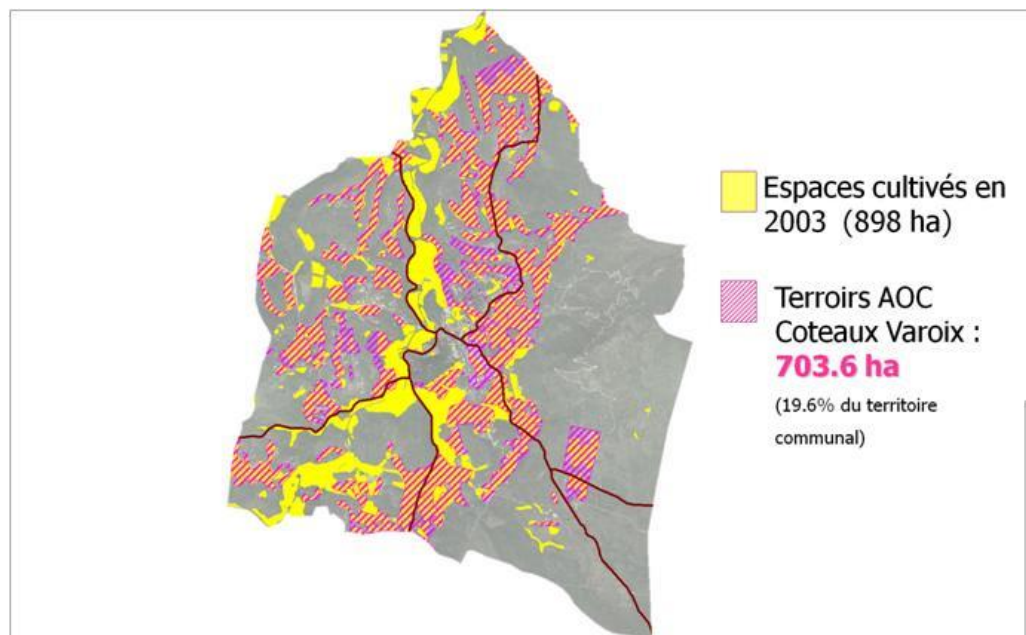 Espaces cultivés en
2003 (898 ha)
Terroirs AOC
Coteaux Varoix :
703.6 ha
(19.6% du territoire
communal)